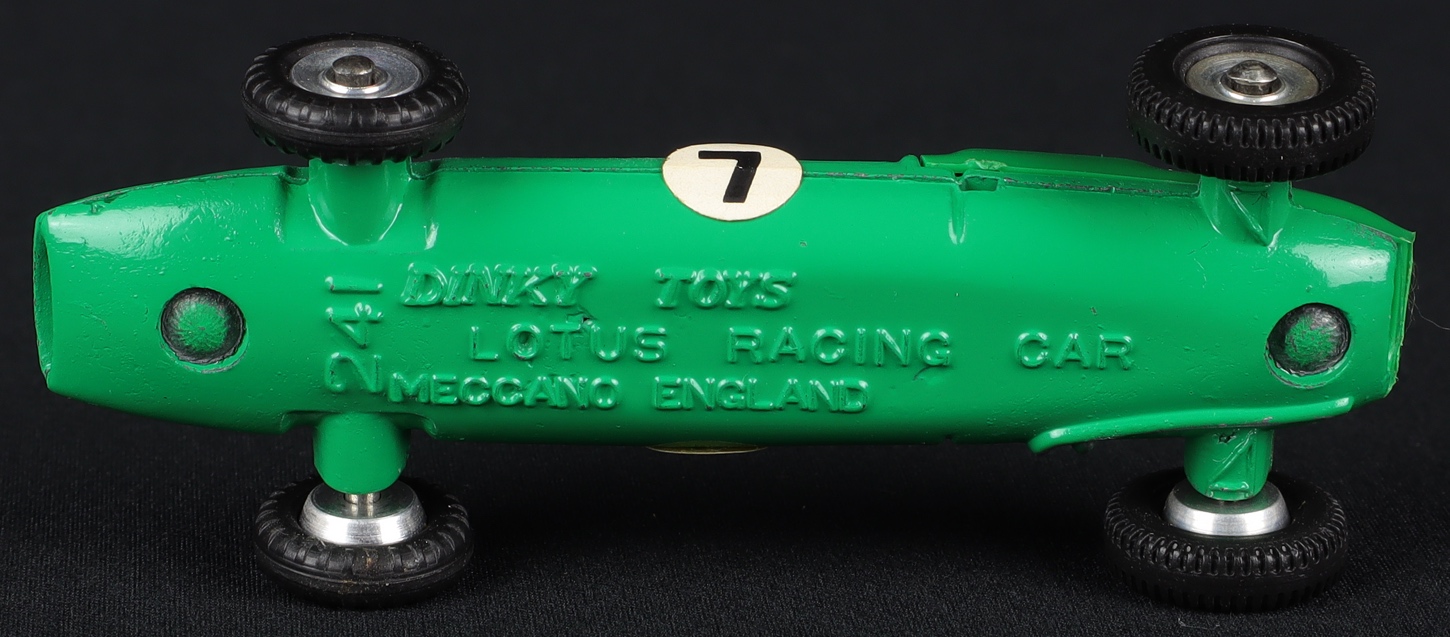 7
241
DINKY TOYS
LOTUS RACING CAR
MECCANO ENGLAND